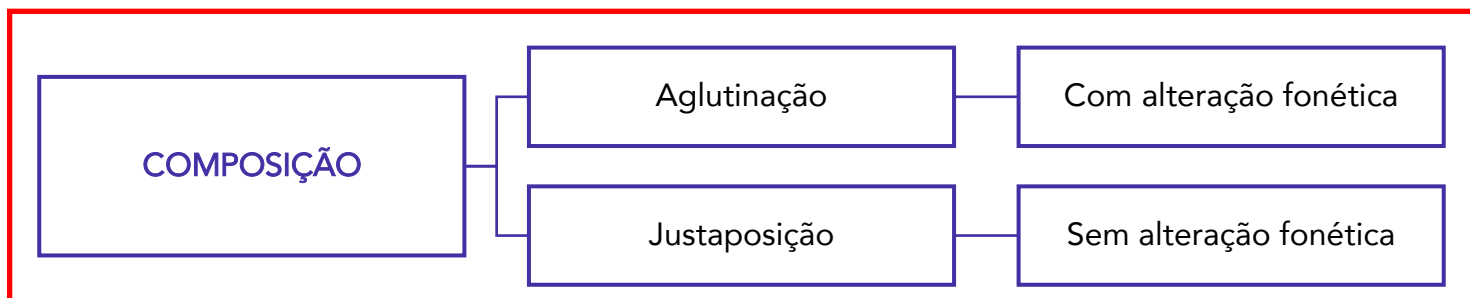 COMPOSIÇÃO
Aglutinação
Com alteração fonética
Justaposição
Sem alteração fonética